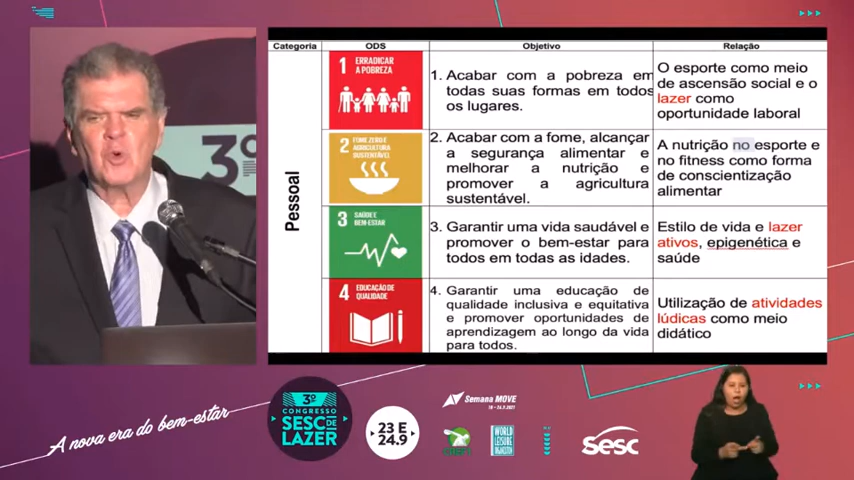 3º
Categoria
ODS
Objetivo
Relação
Pessoal
1 ERRADICAR
A POBREZA
1. Acabar com a pobreza em
todas suas formas em todos
os lugares.
O esporte como meio
de ascensão social e o
lazer como
oportunidade laboral
2 FOME ZERO E
AGRICULTURA
SUSTENTÁVEL
2. Acabar com a fome, alcançar
a segurança alimentar e
melhorar a nutrição e
promover a agricultura
sustentável.
A nutrição no esporte e
no fitness como forma
de conscientização
alimentar
3 SAÚDE E
BEM-ESTAR
3. Garantir uma vida saudável e
promover o bem-estar para
todos em todas as idades.
Estilo de vida e lazer
ativos, epigenética e
saúde
4 EDUCAÇÃO DE
QUALIDADE
4. Garantir uma educação de
qualidade inclusiva e equitativa
e promover oportunidades de
aprendizagem ao longo da vida
para todos.
Utilização de atividades
lúdicas como meio
didático
A nova era do bem-estar
3º
CONGRESSO
SESC DE
LAZER
23 E
24.9
Semana MOVE
WORLD
LEISURE
ORGANIZATION
Sesc